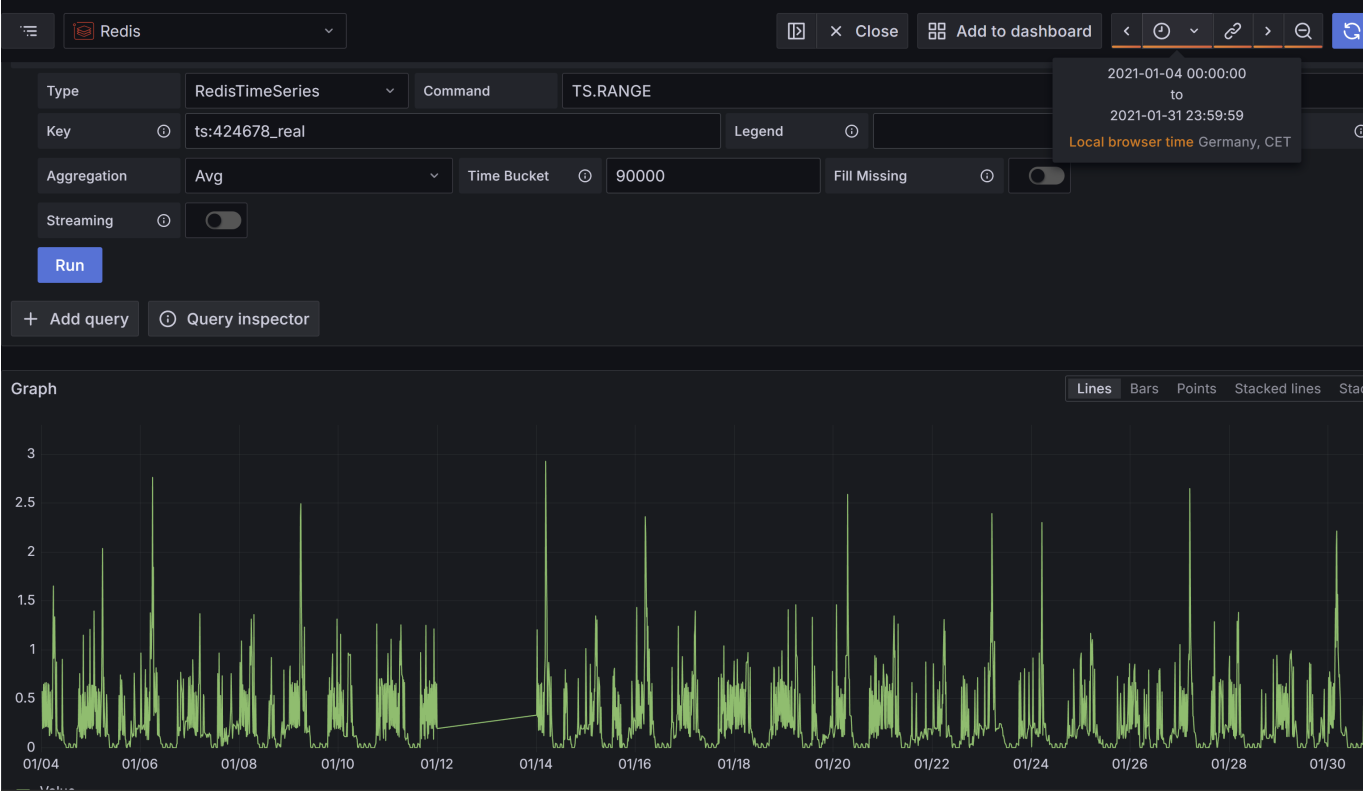 Redis
Close
Add to dashboard
2021-01-04 00:00:00
to
2021-01-31 23:59:59
Local browser time Germany, CET
Type RedisTimeSeries Command TS.RANGE
Key ts:424678_real Legend
Aggregation Avg Time Bucket 90000 Fill Missing
Streaming
Run
+ Add query Query inspector
Graph
Lines Bars Points Stacked lines
3
2.5
2
1.5
1
0.5
0
01/04 01/06 01/08 01/10 01/12 01/14 01/16 01/18 01/20 01/22 01/24 01/26 01/28 01/30